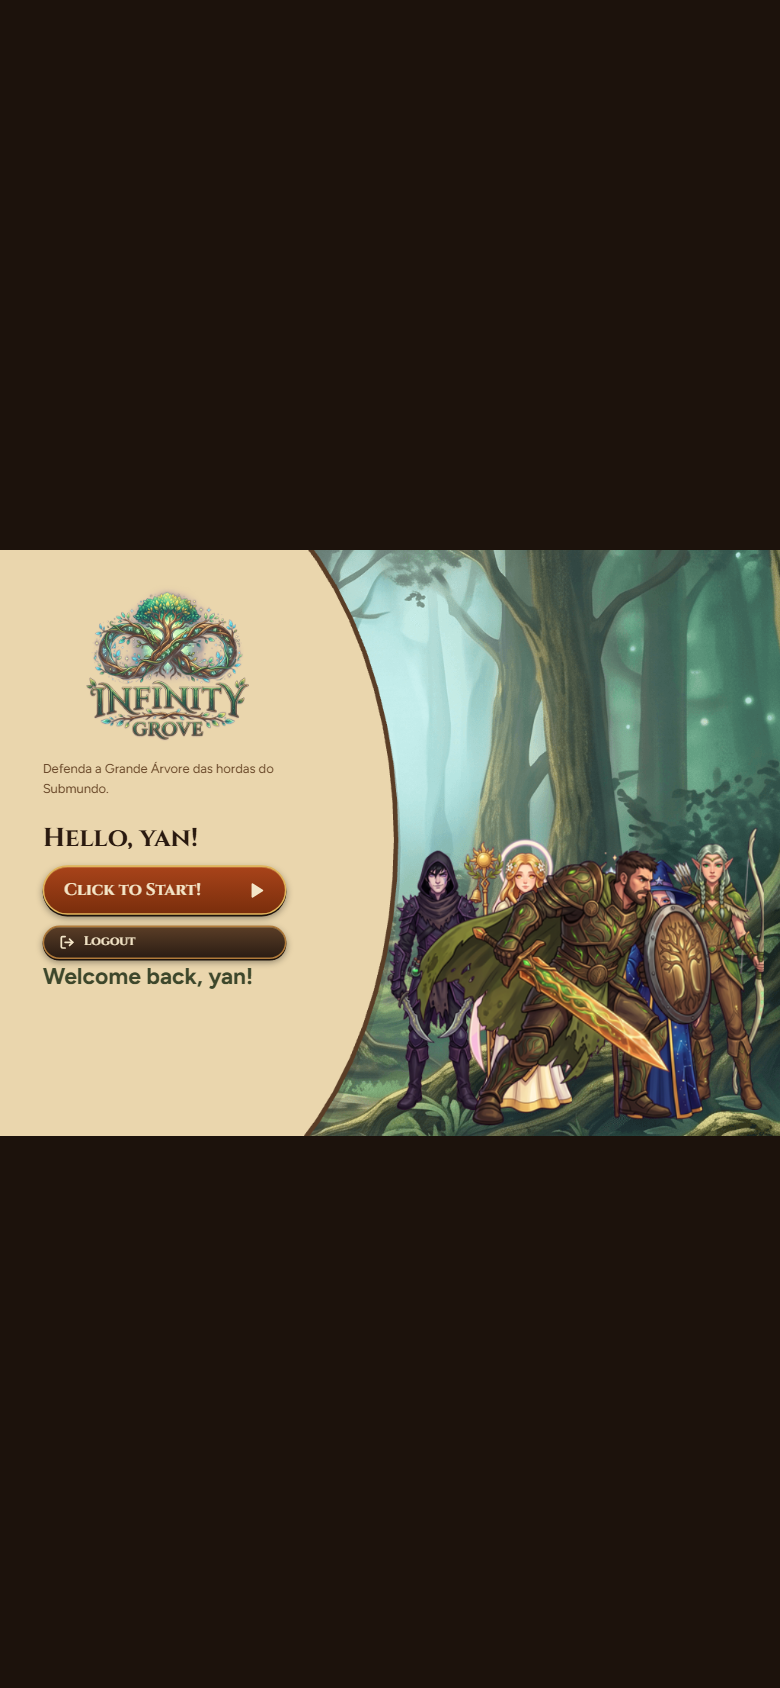 INFINITY
GROVE
Defenda a Grande Árvore das hordas do
Submundo.
Hello, yan!
Click to Start!
Logout
Welcome back, yan!